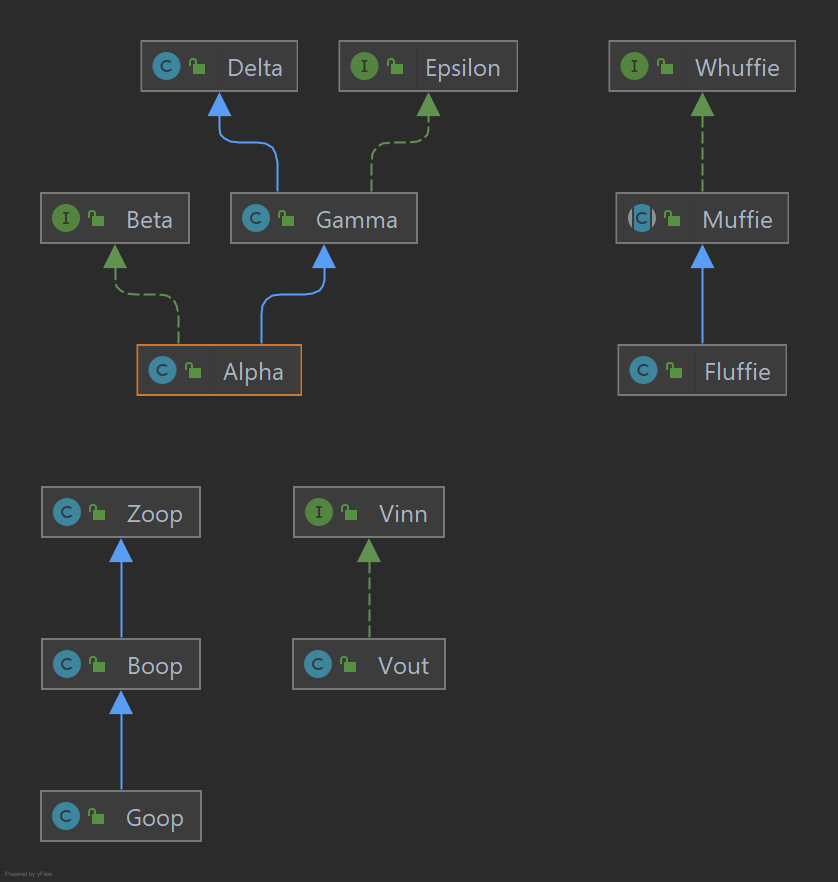 C Delta
I Epsilon
I Whuffie
I Beta
C Gamma
C Muffie
C Alpha
C Fluffie
C Zoop
I Vinn
C Boop
C Vout
C Goop
Powered by yFiles